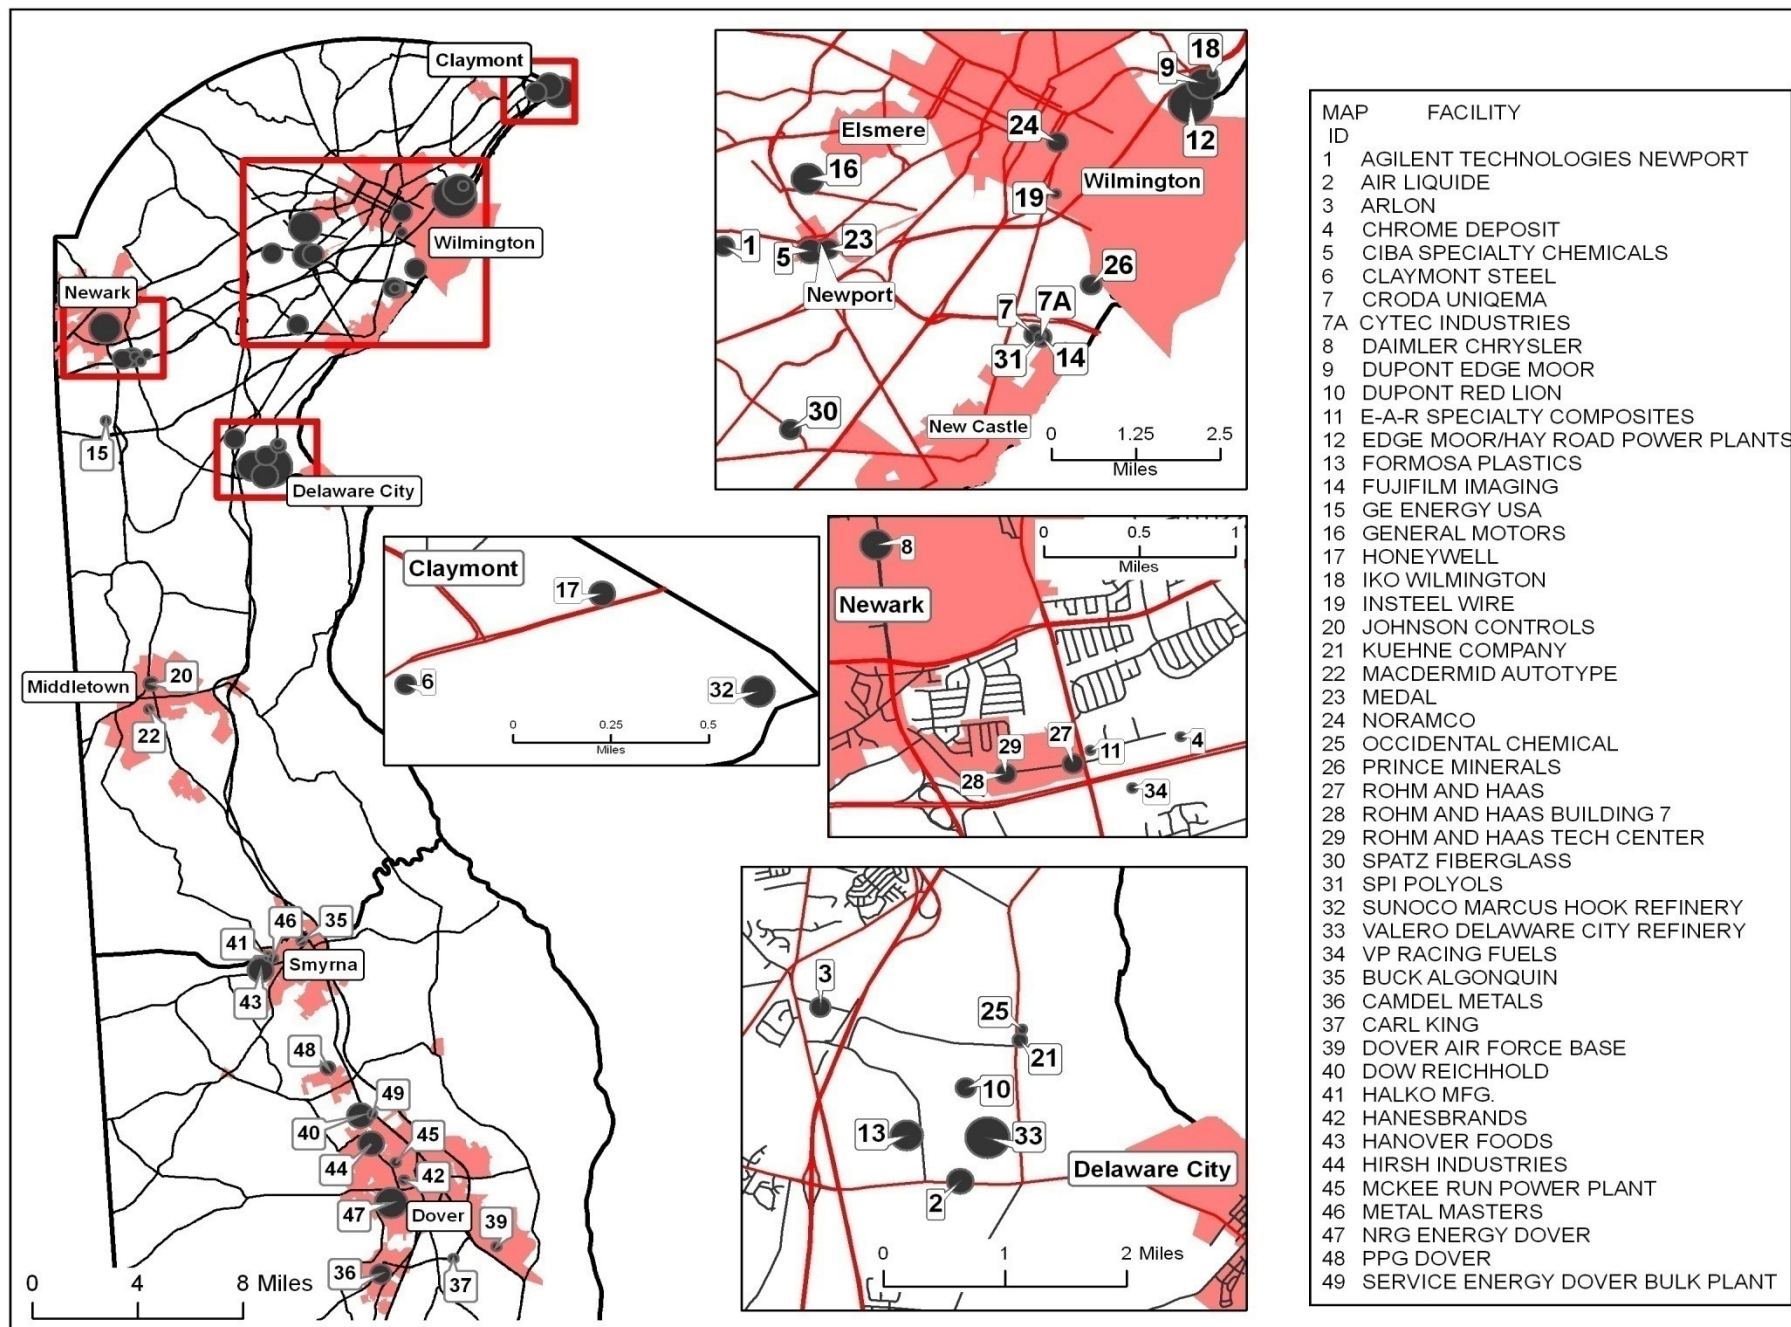 Claymont
Wilmington
Newark
15
Delaware City
Middletown
20
22
46
35
41
Smyrna
43
48
49
40
45
44
42
47
Dover
39
36
37
0 4 8 Miles
18
9
Elsmere
24
12
16
Wilmington
19
1
5
23
26
Newport
7
7A
31
14
30
New Castle
0 1.25 2.5
Miles
Claymont
17
6
32
0 0.25 0.5
Miles
0 1
Miles
8
Newark
27
11
4
29
28
34
3
25
21
10
13
33
Delaware City
2
0 1 2 Miles
MAP FACILITY
ID
1 AGILENT TECHNOLOGIES NEWPORT
2 AIR LIQUIDE
3 ARLON
4 CHROME DEPOSIT
5 CIBA SPECIALTY CHEMICALS
6 CLAYMONT STEEL
7 CRODA UNIQEMA
7A CYTEC INDUSTRIES
8 DAIMLER CHRYSLER
9 DUPONT EDGE MOOR
10 DUPONT RED LION
11 E-A-R SPECIALTY COMPOSITES
12 EDGE MOOR/HAY ROAD POWER PLANTS
13 FORMOSA PLASTICS
14 FUJIFILM IMAGING
15 GE ENERGY USA
16 GENERAL MOTORS
17 HONEYWELL
18 IKO WILMINGTON
19 INSTEEL WIRE
20 JOHNSON CONTROLS
21 KUEHNE COMPANY
22 MACDERMID AUTOTYPE
23 MEDAL
24 NORAMCO
25 OCCIDENTAL CHEMICAL
26 PRINCE MINERALS
27 ROHM AND HAAS
28 ROHM AND HAAS BUILDING 7
29 ROHM AND HAAS TECH CENTER
30 SPATZ FIBERGLASS
31 SPI POLYOLS
32 SUNOCO MARCUS HOOK REFINERY
33 VALERO DELAWARE CITY REFINERY
34 VP RACING FUELS
35 BUCK ALGONQUIN
36 CAMDEL METALS
37 CARL KING
39 DOVER AIR FORCE BASE
40 DOW REICHHOLD
41 HALKO MFG.
42 HANESBRANDS
43 HANOVER FOODS
44 HIRSH INDUSTRIES
45 MCKEE RUN POWER PLANT
46 METAL MASTERS
47 NRG ENERGY DOVER
48 PPG DOVER
49 SERVICE ENERGY DOVER BULK PLANT
0.5